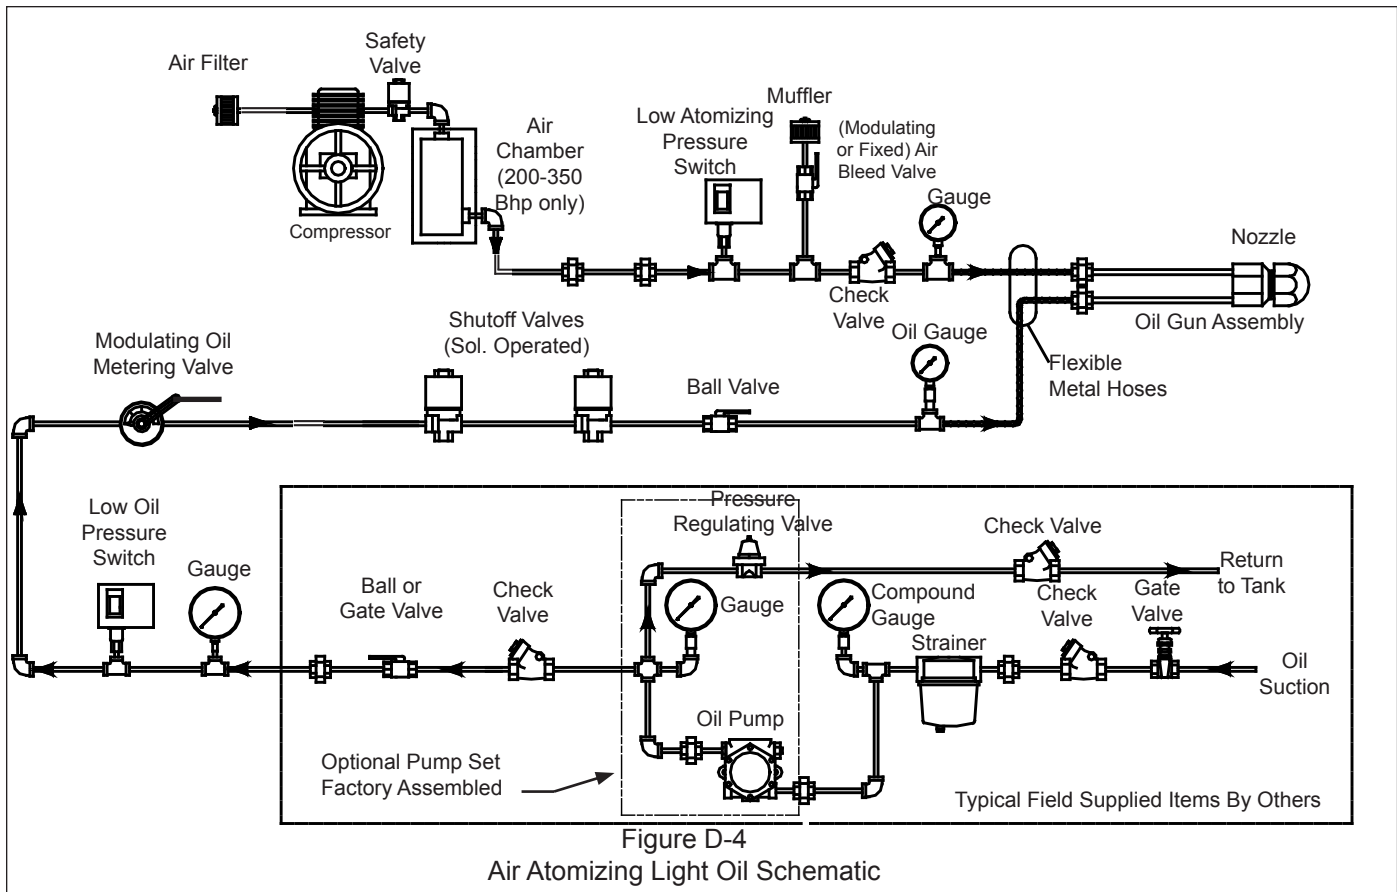 Safety
Valve
Air Filter
Compressor
Air
Chamber
(200-350
Bhp only)
Low Atomizing
Pressure
Switch
Muffler
(Modulating
or Fixed) Air
Bleed Valve
Gauge
Check
Valve
Nozzle
Oil Gun Assembly
Modulating Oil
Metering Valve
Shutoff Valves
(Sol. Operated)
Ball Valve
Oil Gauge
Flexible
Metal Hoses
Low Oil
Pressure
Switch
Gauge
Ball or
Gate Valve
Check
Valve
Pressure
Regulating Valve
Gauge
Compound
Gauge
Strainer
Check Valve
Check
Valve
Gate
Valve
Return
to Tank
Oil
Suction
Oil Pump
Optional Pump Set
Factory Assembled
Typical Field Supplied Items By Others
Figure D-4
Air Atomizing Light Oil Schematic